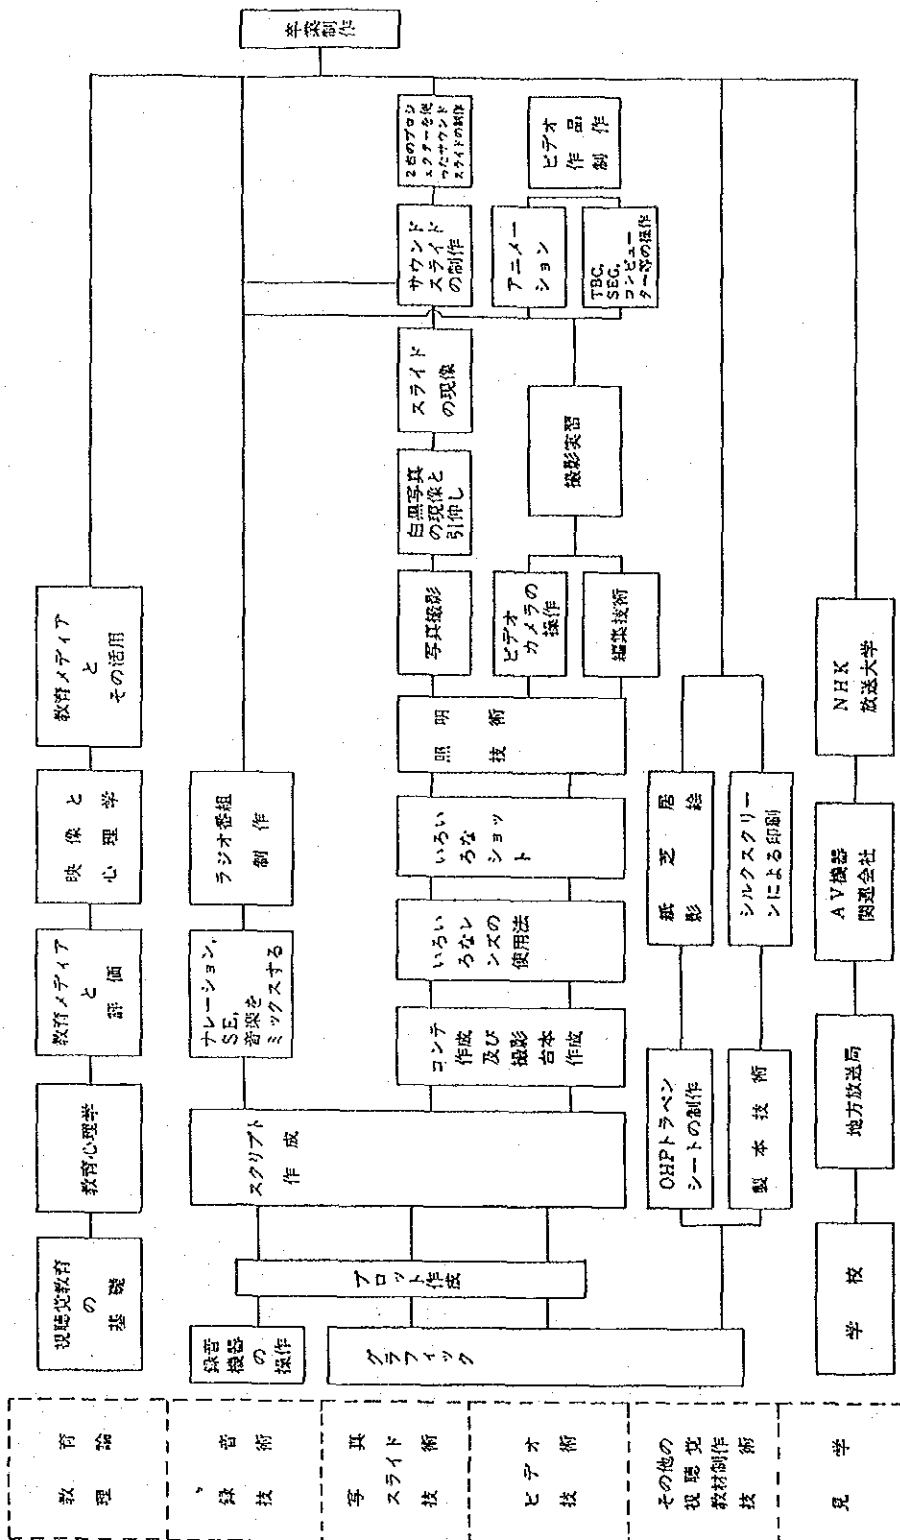 教育
理論
録音
技術
写真
スライド
技術
ビデオ
技術
その他の
視聴覚
教材制作
技術
見学
視聴覚教育
の
基礎
教育心理学
教育メディア
と
評価
映像と
心理学
教育メディア
と
その活用
録音
機器
の
操作
グラフィック
プロット作成
スクリプト
作成
ナレーション,
SE,
音楽を
ミックスする
ラジオ番組
制作
コンテ
作成
及び
撮影
台本
作成
いろい
ろなレ
ンズの
使用法
いろい
ろな
ショッ
ト
照明
技術
写真撮影
白黒写真
の現像と
引伸し
スライド
の現像
サウンド
スライド
の制作
2台のプロジ
ェクターを使
ったサウンド
スライドの制作
ビデオ
カメラの
操作
編集技術
撮影実習
アニメー
ション
TBC,
SEG,
コンピュー
ター等の操作
ビデオ
作品
制作
OHPトラペン
シートの制作
製本技術
紙芝居
影絵
シルクスクリー
ンによる印刷
学校
地方放送局
AV機器
関連会社
NHK
放送大学
卒業制作